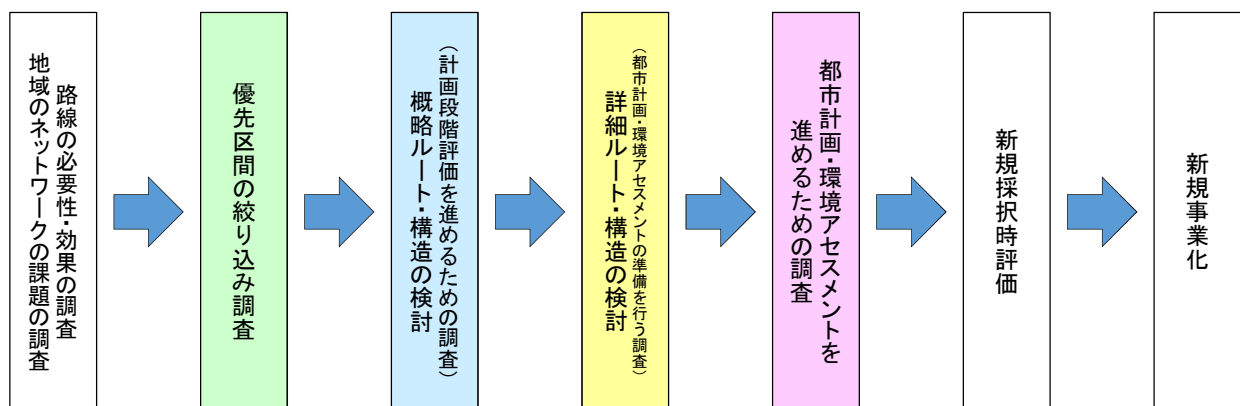 路線の必要性・効果の調査
地域のネットワークの課題の調査
優先区間の絞り込み調査
（計画段階評価を進めるための調査）
概略ルート・構造の検討
（都市計画・環境アセスメントの準備を行う調査）
詳細ルート・構造の検討
都市計画・環境アセスメントを
進めるための調査
新規採択時評価
新規事業化